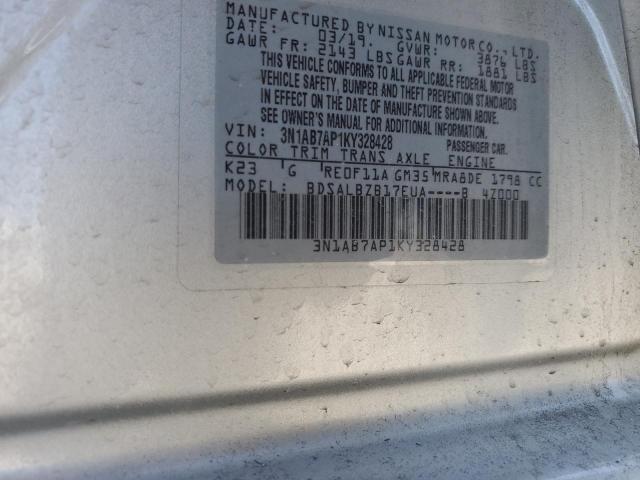 MANUFACTURED BY NISSAN MOTOR CO., LTD.
DATE: 03/19. GVWR: 3876 LBS
GAWR FR: 2143 LBS GAWR RR: 1881 LBS
THIS VEHICLE CONFORMS TO ALL APPLICABLE FEDERAL MOTOR
VEHICLE SAFETY, BUMPER AND THEFT PREVENTION STANDARDS
IN EFFECT ON THE DATE OF MANUFACTURE SHOWN ABOVE.
SEE OWNER'S MANUAL FOR ADDITIONAL INFORMATION.
VIN: 3N1AB7AP1KY328428 PASSENGER CAR.
COLOR TRIM TRANS AXLE ENGINE
K23 G RE0F11A GM35 MRA8DE 1798 CC
MODEL: BDSALBZB17EUA----B 4Z000
3N1AB7AP1KY328428